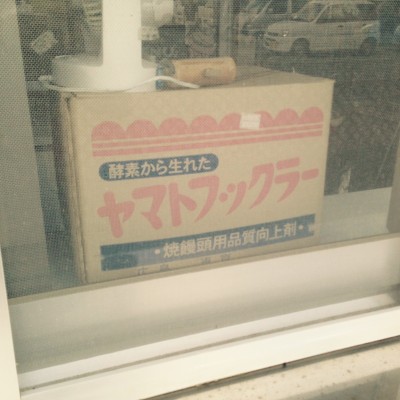 酵素から生れた
ヤマトフックラー
・焼饅頭用品質向上剤・